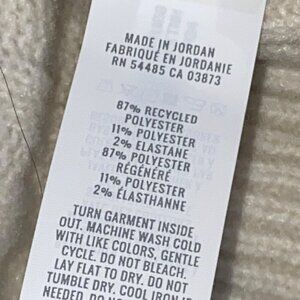 MADE IN JORDAN
FABRIQUÉ EN JORDANIE
RN 54485 CA 03873
87% RECYCLED
POLYESTER
11% POLYESTER
2% ELASTANE
87% POLYESTER
RÉGÉNÉRÉ
11% POLYESTER
2% ÉLASTHANNE
TURN GARMENT INSIDE
OUT. MACHINE WASH COLD
WITH LIKE COLORS, GENTLE
CYCLE. DO NOT BLEACH.
LAY FLAT TO DRY. DO NOT
TUMBLE DRY. COOL IRON IF
NEEDED. DO NOT